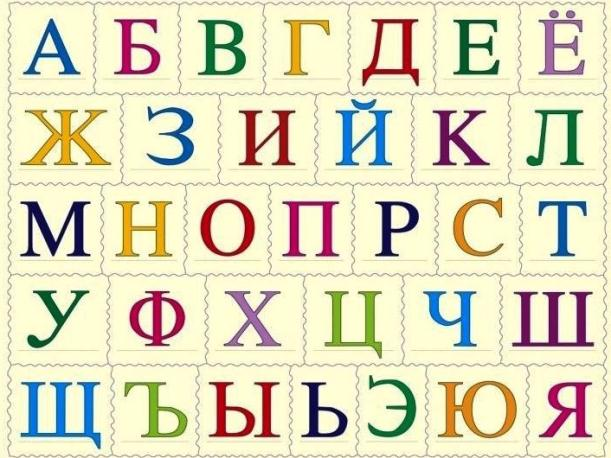 А Б В Г Д Е Ё
Ж З И Й К Л
М Н О П Р С Т
У Ф Х Ц Ч Ш
Щ Ъ Ы Ь Э Ю Я